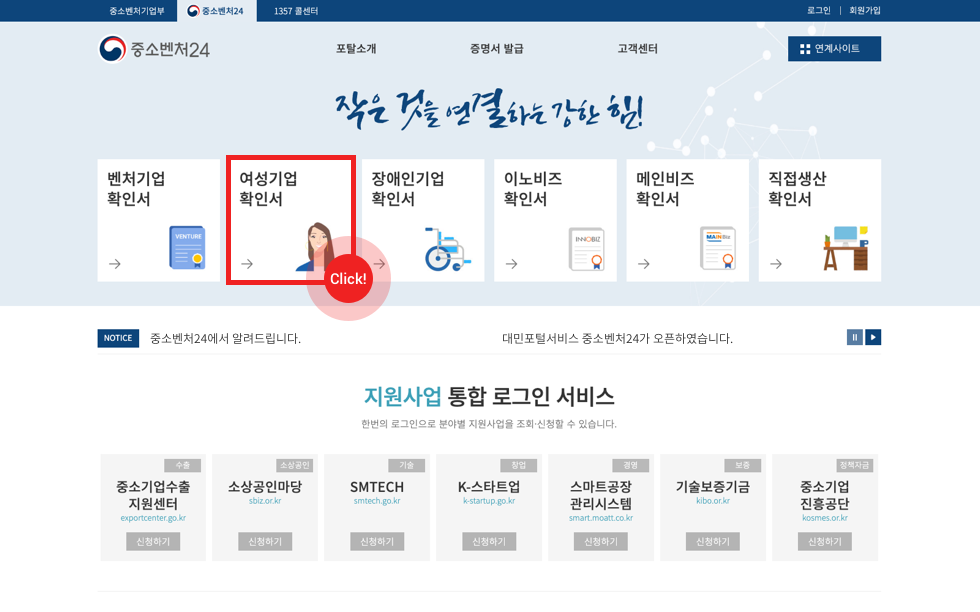 중소벤처기업부 중소벤처24 1357 콜센터 로그인 | 회원가입
중소벤처24 포탈소개 증명서 발급 고객센터 연계사이트
작은 것을 연결하는 강한 힘!
벤처기업
확인서
VENTURE
여성기업
확인서
Click!
장애인기업
확인서
이노비즈
확인서
INNOBIZ
메인비즈
확인서
MAINBiz
직접생산
확인서
NOTICE 중소벤처24에서 알려드립니다. 대민포털서비스 중소벤처24가 오픈하였습니다.
지원사업 통합 로그인 서비스
한번의 로그인으로 분야별 지원사업을 조회·신청할 수 있습니다.
수출
중소기업수출
지원센터
exportcenter.go.kr
신청하기
소상공인
소상공인마당
sbiz.or.kr
신청하기
기술
SMTECH
smtech.go.kr
신청하기
창업
K-스타트업
k-startup.go.kr
신청하기
경영
스마트공장
관리시스템
smart.moatt.co.kr
신청하기
보증
기술보증기금
kibo.or.kr
신청하기
정책자금
중소기업
진흥공단
kosmes.or.kr
신청하기